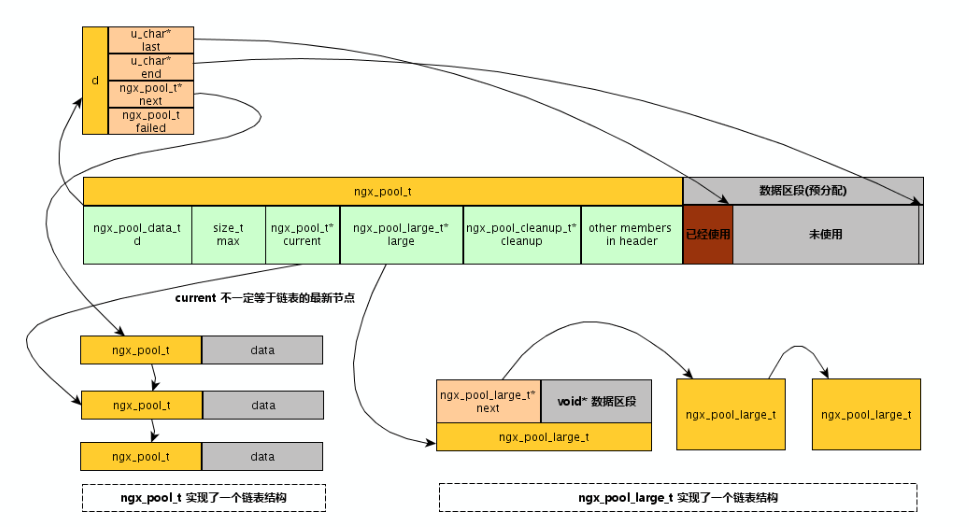 u_char*
last
u_char*
end
d
ngx_pool_t*
next
ngx_pool_t
failed
ngx_pool_t
数据区段(预分配)
ngx_pool_data_t
d
size_t
max
ngx_pool_t*
current
ngx_pool_large_t*
large
ngx_pool_cleanup_t*
cleanup
other members
in header
已经使用
未使用
current 不一定等于链表的最新节点
ngx_pool_t
data
ngx_pool_t
data
ngx_pool_t
data
ngx_pool_large_t*
next
void* 数据区段
ngx_pool_large_t
ngx_pool_large_t
ngx_pool_large_t
ngx_pool_t 实现了一个链表结构
ngx_pool_large_t 实现了一个链表结构